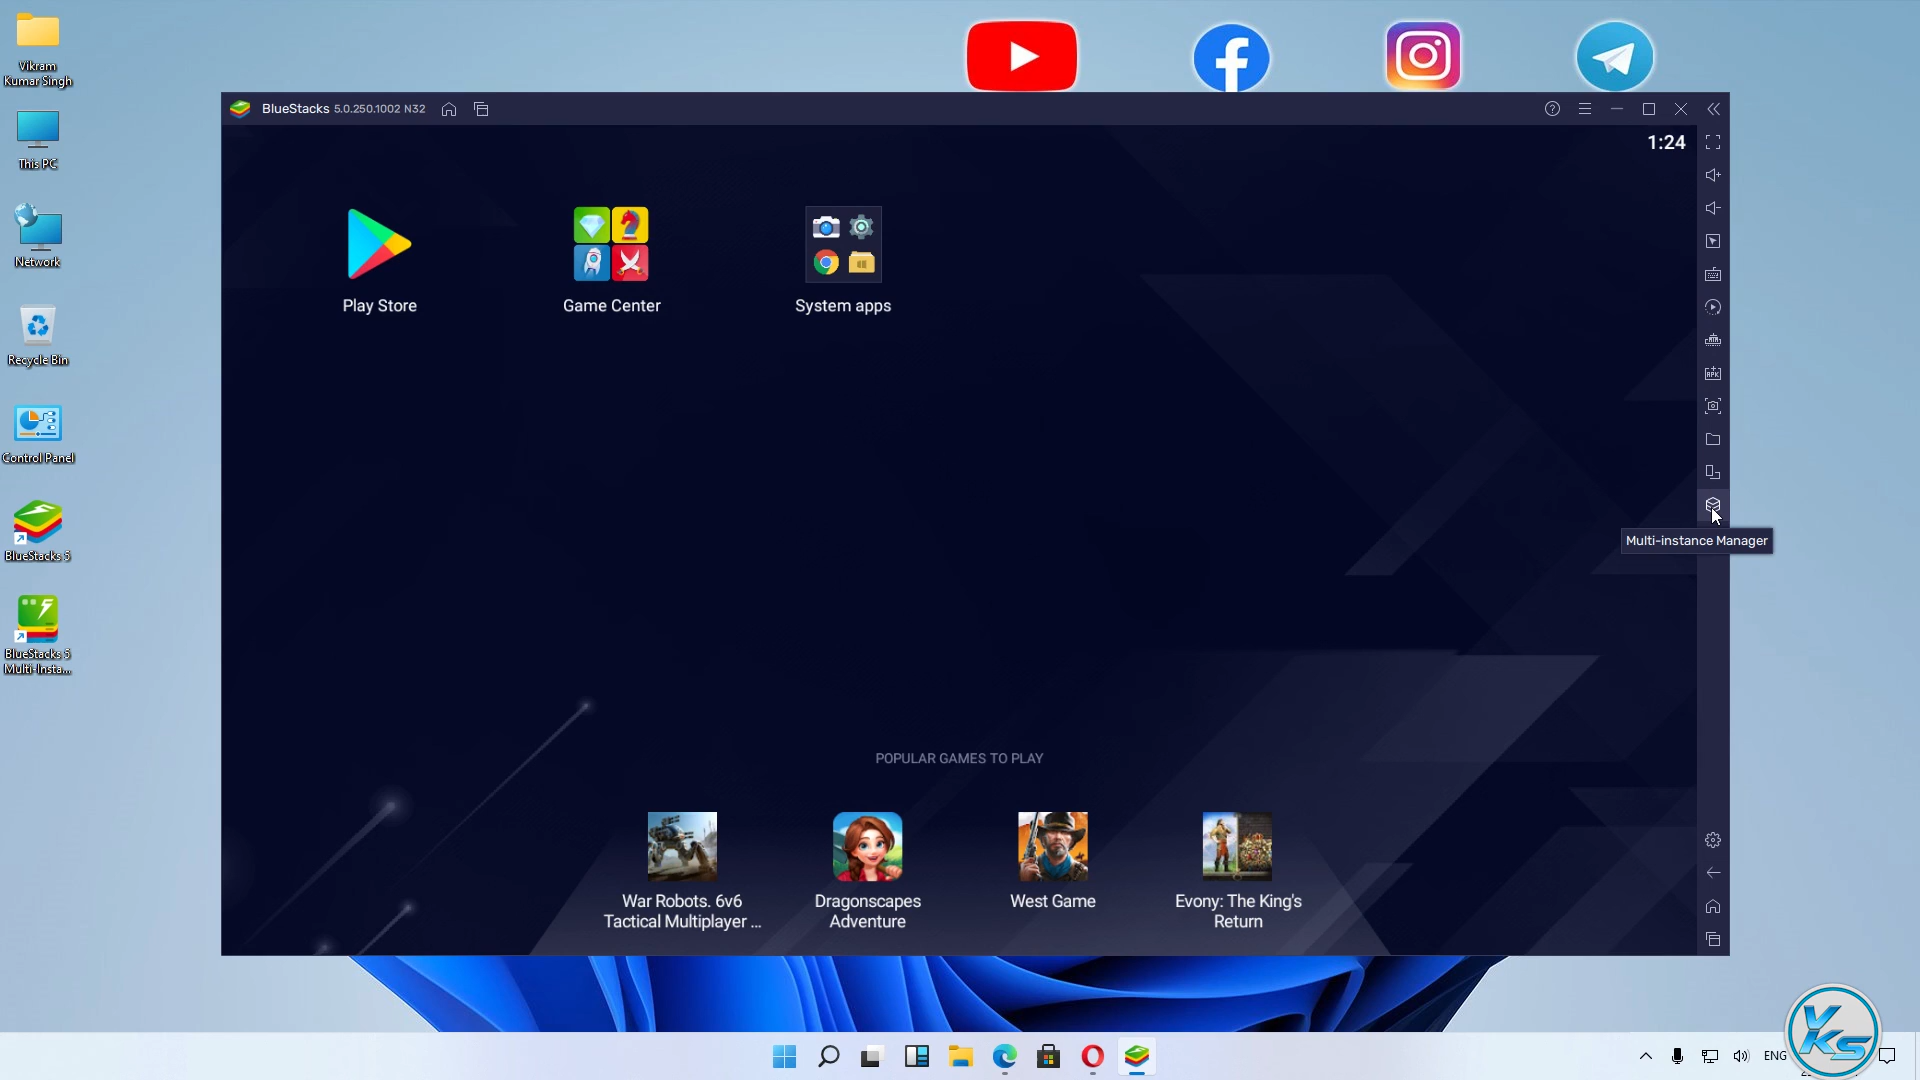 Vikram
Kumar Singh
This PC
Network
Recycle Bin
Control Panel
BlueStacks 5
BlueStacks 5
Multi-Insta...
BlueStacks 5.0.250.1002 N32
1:24
Play Store
Game Center
System apps
APK
Multi-instance Manager
POPULAR GAMES TO PLAY
War Robots. 6v6
Tactical Multiplayer ...
Dragonscapes
Adventure
West Game
Evony: The King's
Return
ENG
VKS